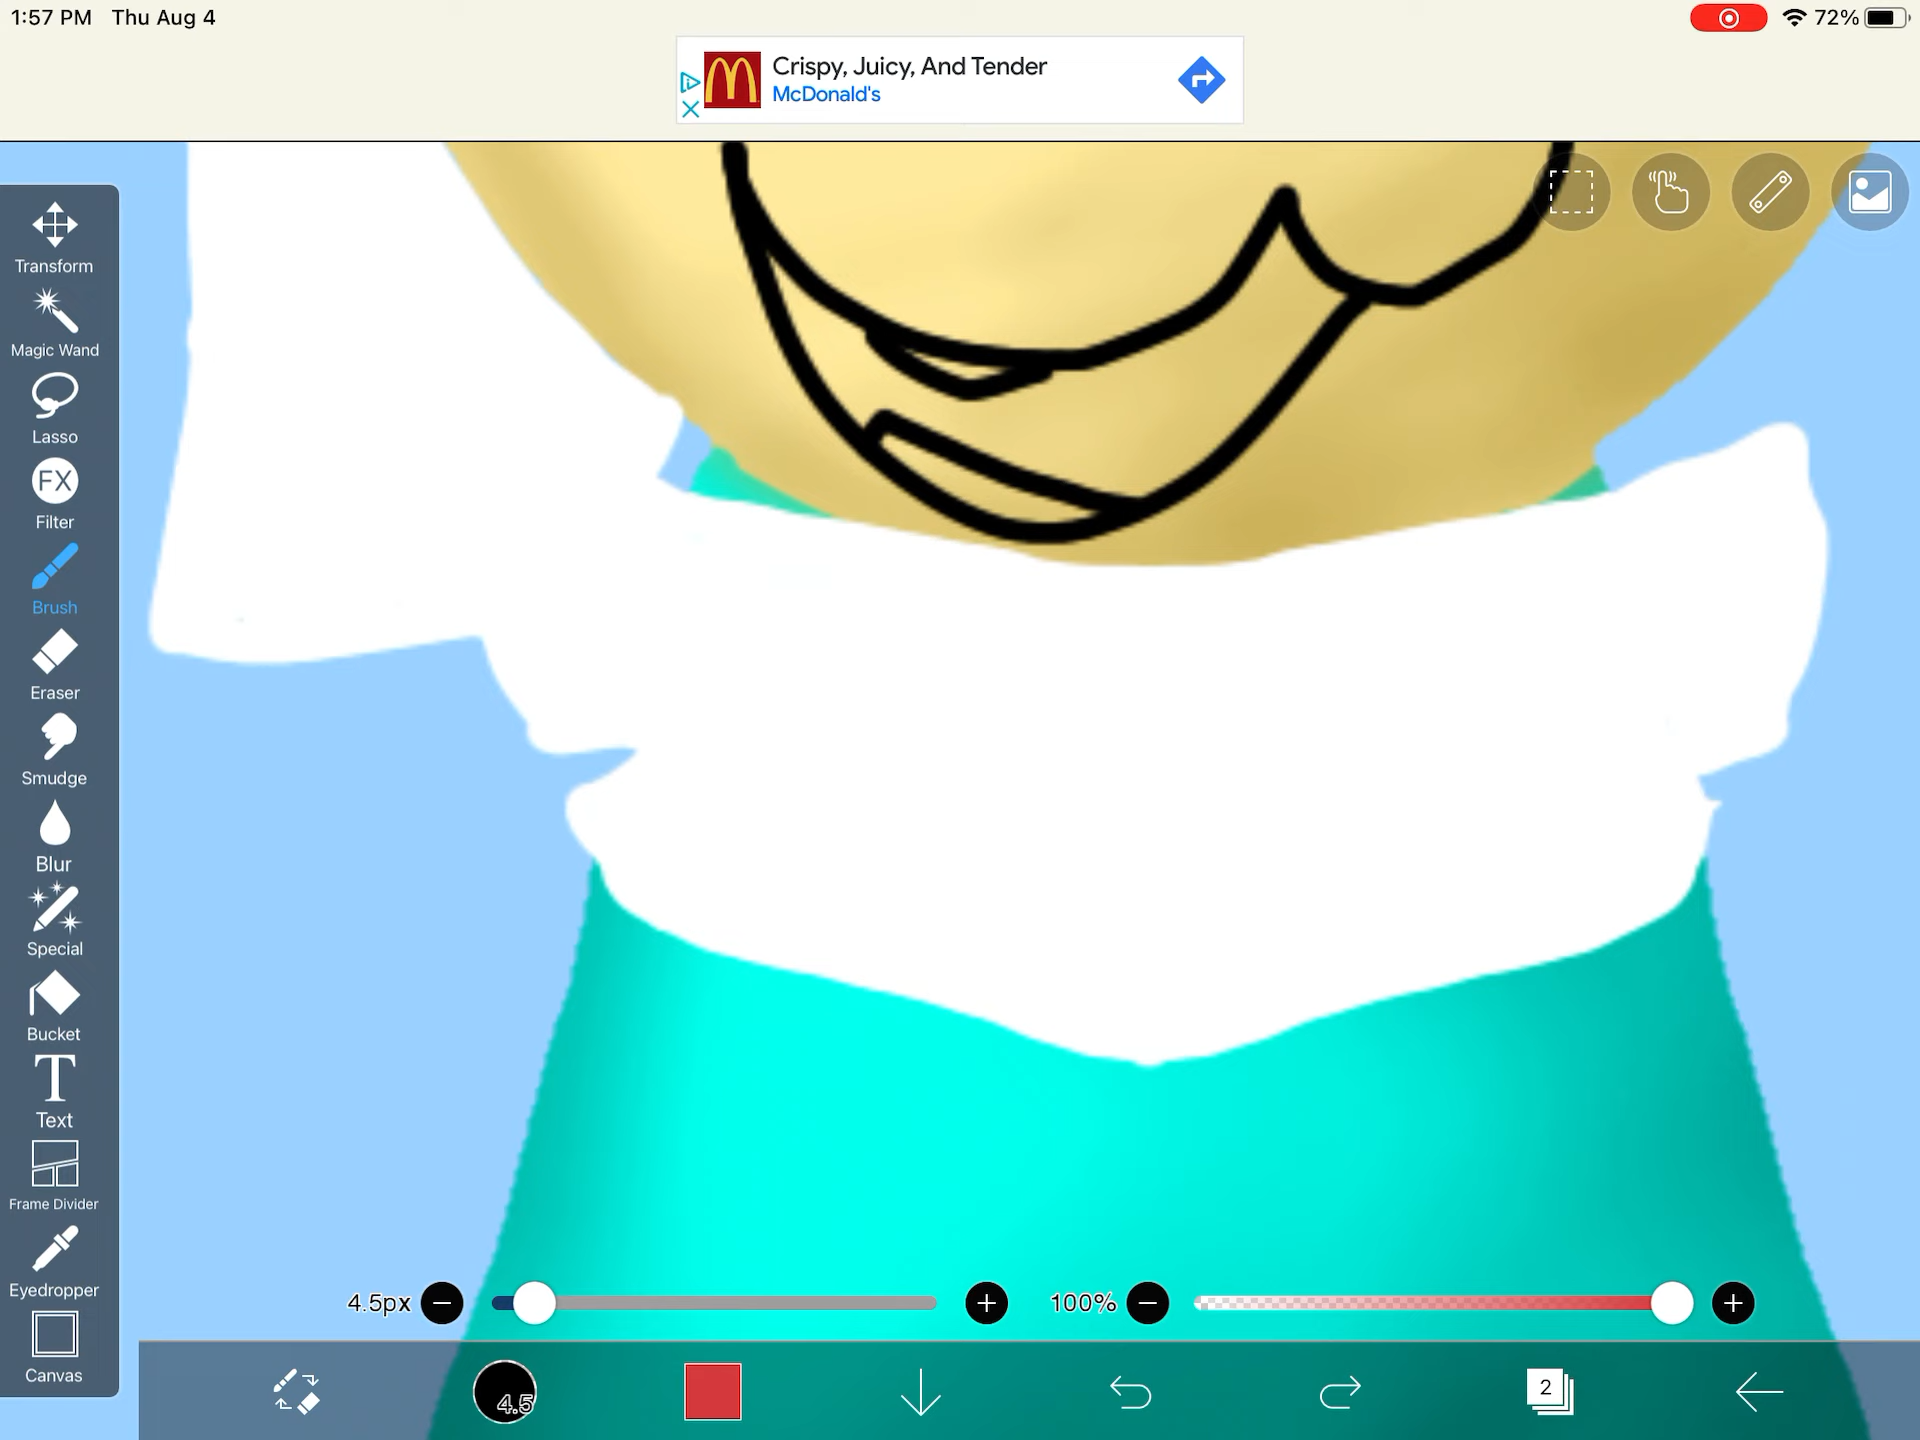 1:57 PM Thu Aug 4
72%
Crispy, Juicy, And Tender
McDonald's
Transform
Magic Wand
Lasso
FX
Filter
Brush
Eraser
Smudge
Blur
Special
Bucket
T
Text
Frame Divider
Eyedropper
Canvas
4.5px
100%
4.5
2